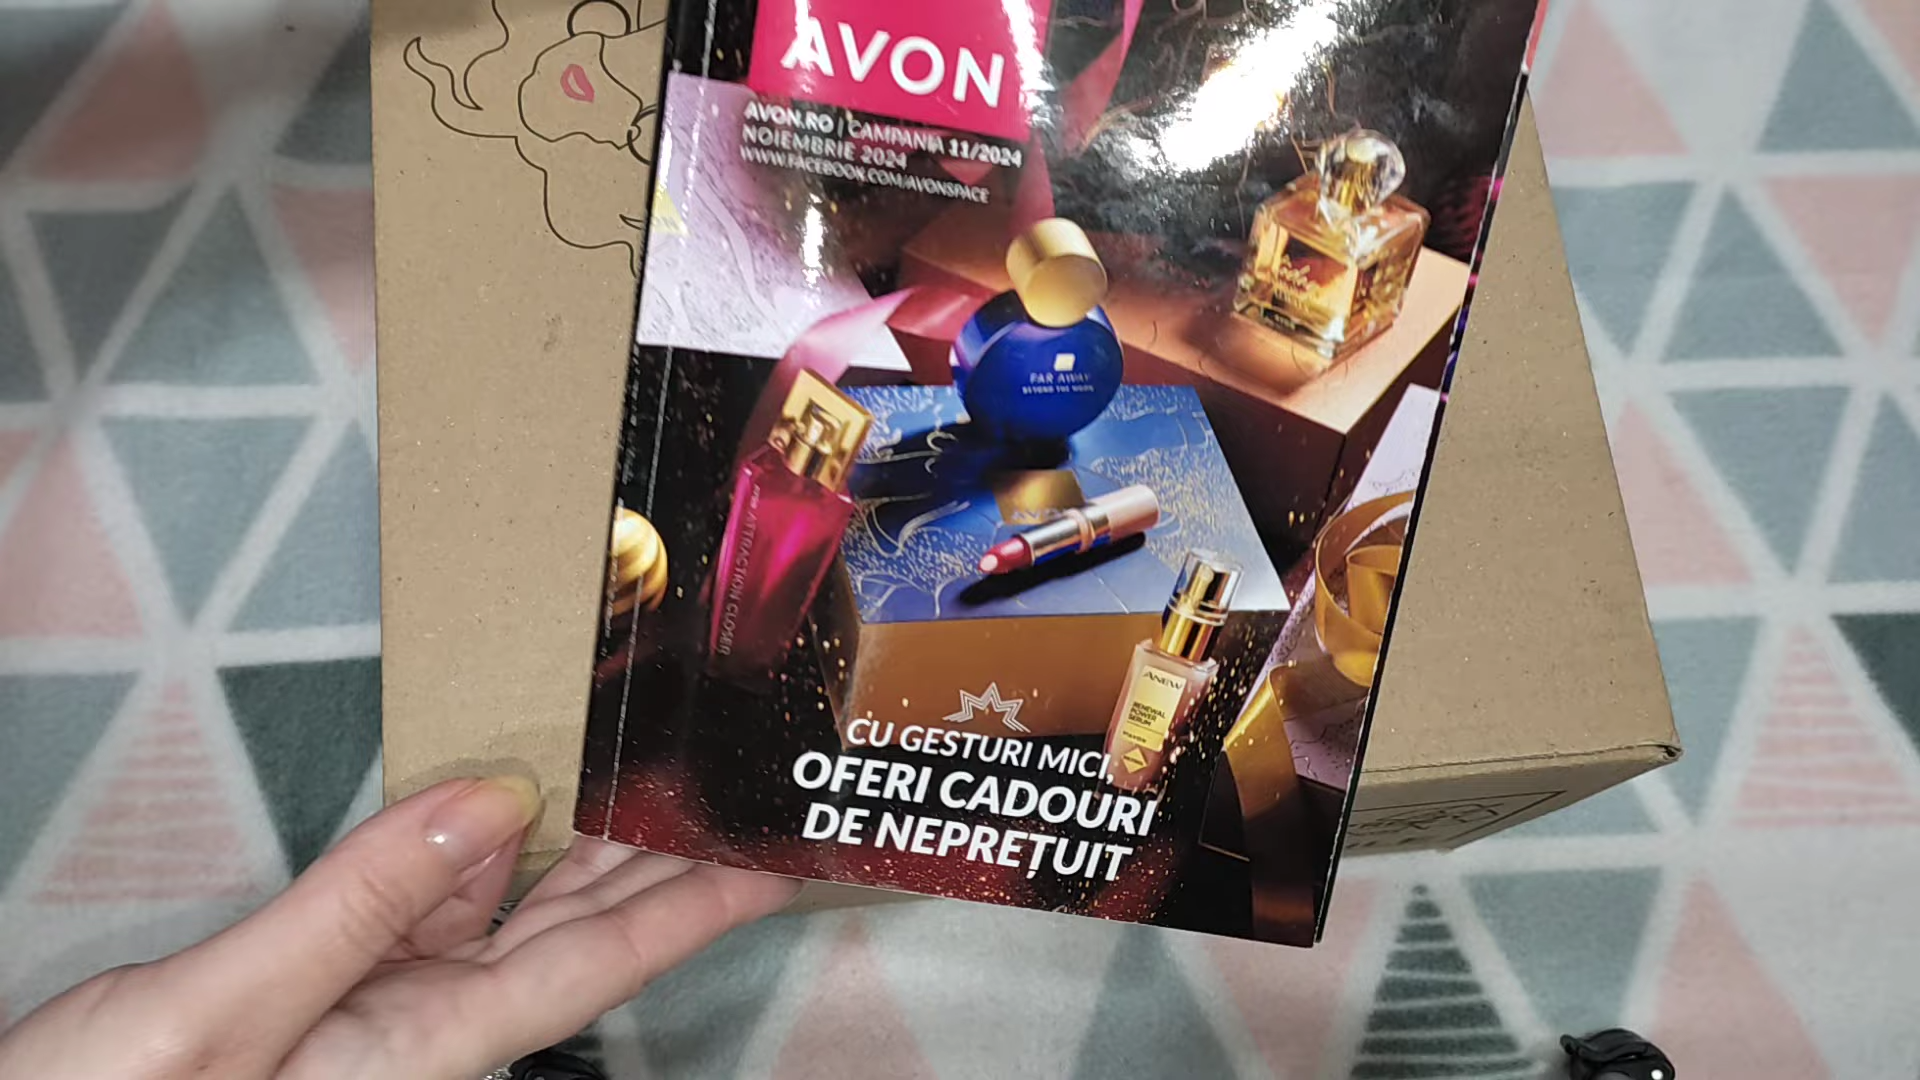 AVON
AVON.RO | CAMPANIA 11/2024
NOIEMBRIE 2024
WWW.FACEBOOK.COM/AVONSPACE
FAR AWAY
BEYOND THE MOON
ATTRACTION CLOSER
ANEW
RENEWAL
POWER
SERUM
CU GESTURI MICI,
OFERI CADOURI
DE NEPREȚUIT